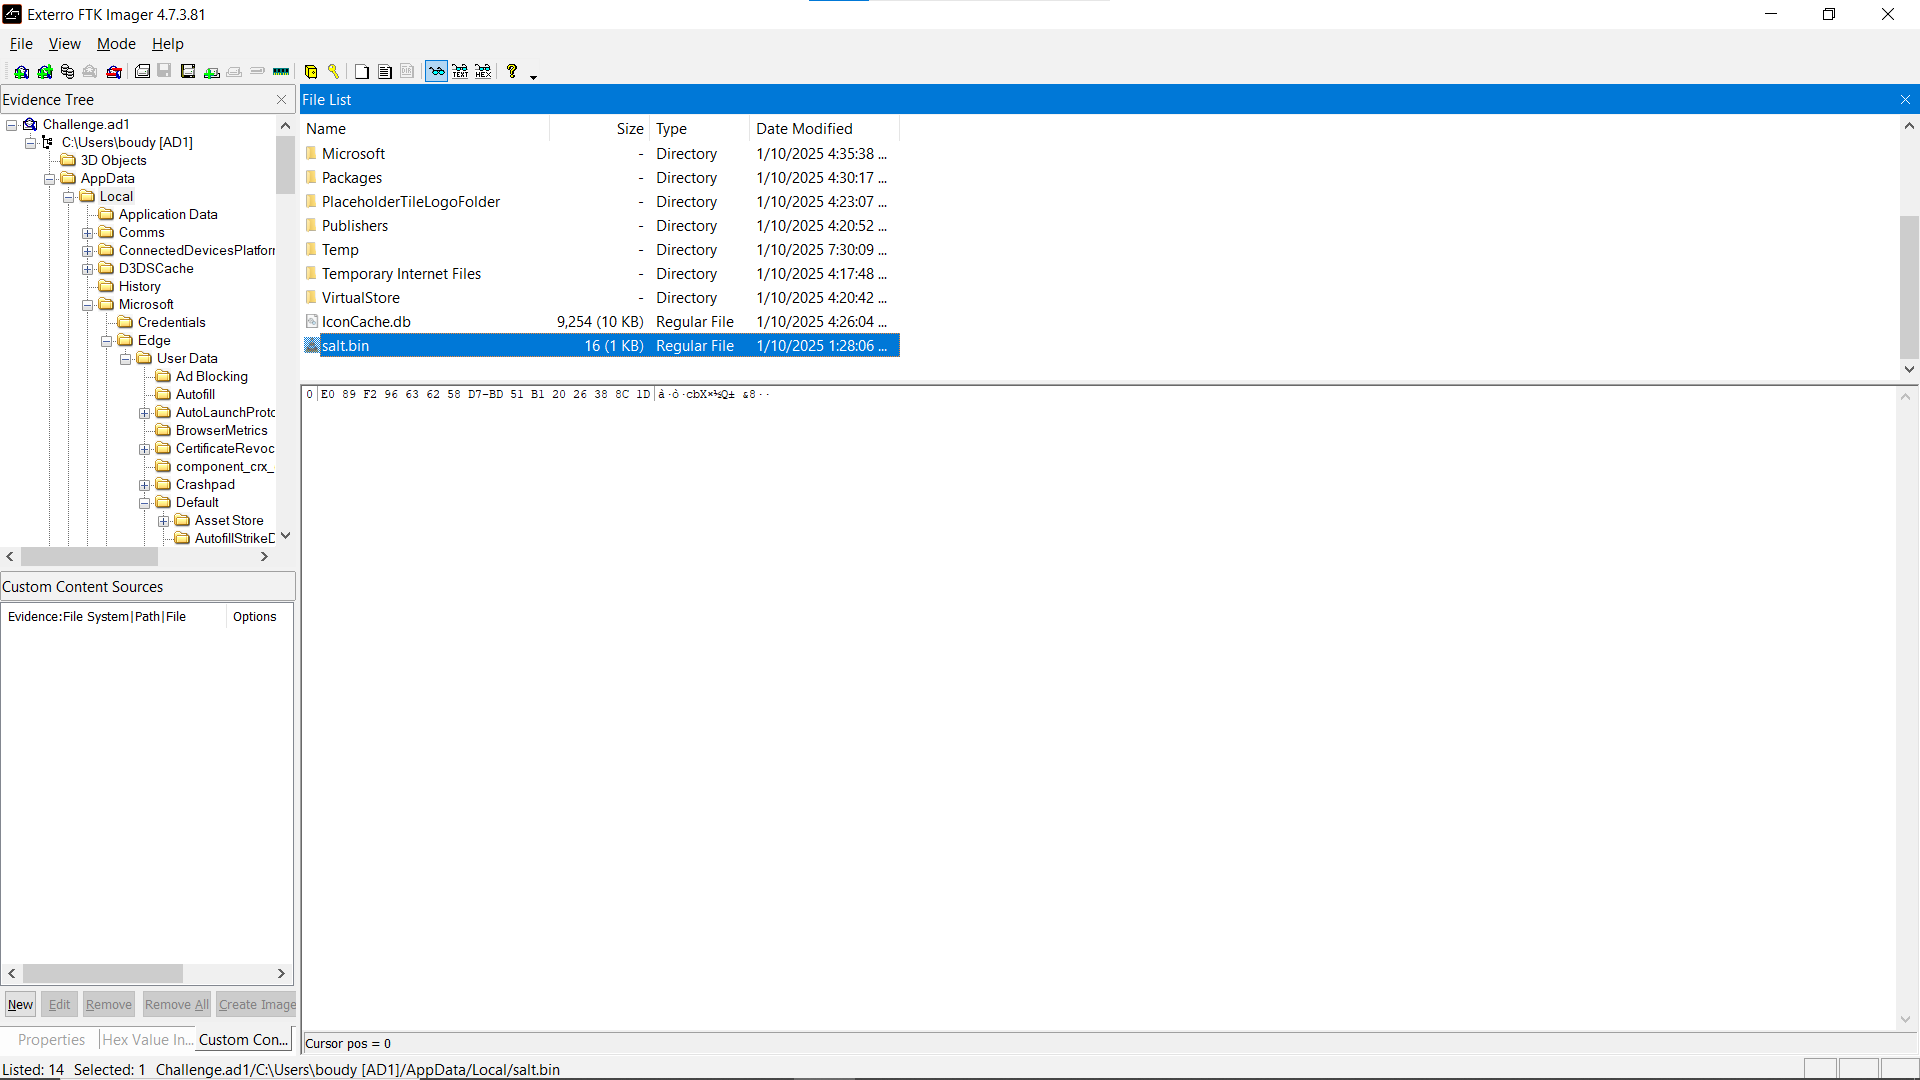 Exterro FTK Imager 4.7.3.81
File View Mode Help
Evidence Tree
Challenge.ad1
C:\Users\boudy [AD1]
3D Objects
AppData
Local
Application Data
Comms
ConnectedDevicesPlatfor
D3DSCache
History
Microsoft
Credentials
Edge
User Data
Ad Blocking
Autofill
AutoLaunchProto
BrowserMetrics
CertificateRevoc
component_crx_
Crashpad
Default
Asset Store
AutofillStrikeD
File List
Name Size Type Date Modified
Microsoft - Directory 1/10/2025 4:35:38 ...
Packages - Directory 1/10/2025 4:30:17 ...
PlaceholderTileLogoFolder - Directory 1/10/2025 4:23:07 ...
Publishers - Directory 1/10/2025 4:20:52 ...
Temp - Directory 1/10/2025 7:30:09 ...
Temporary Internet Files - Directory 1/10/2025 4:17:48 ...
VirtualStore - Directory 1/10/2025 4:20:42 ...
IconCache.db 9,254 (10 KB) Regular File 1/10/2025 4:26:04 ...
salt.bin 16 (1 KB) Regular File 1/10/2025 1:28:06 ...
0 E0 89 F2 96 63 62 58 D7-BD 51 B1 20 26 38 8C 1D à·ò·cbX×½Q± &8··
Custom Content Sources
Evidence:File System|Path|File Options
New Edit Remove Remove All Create Image
Properties Hex Value In... Custom Con...
Cursor pos = 0
Listed: 14 Selected: 1 Challenge.ad1/C:\Users\boudy [AD1]/AppData/Local/salt.bin